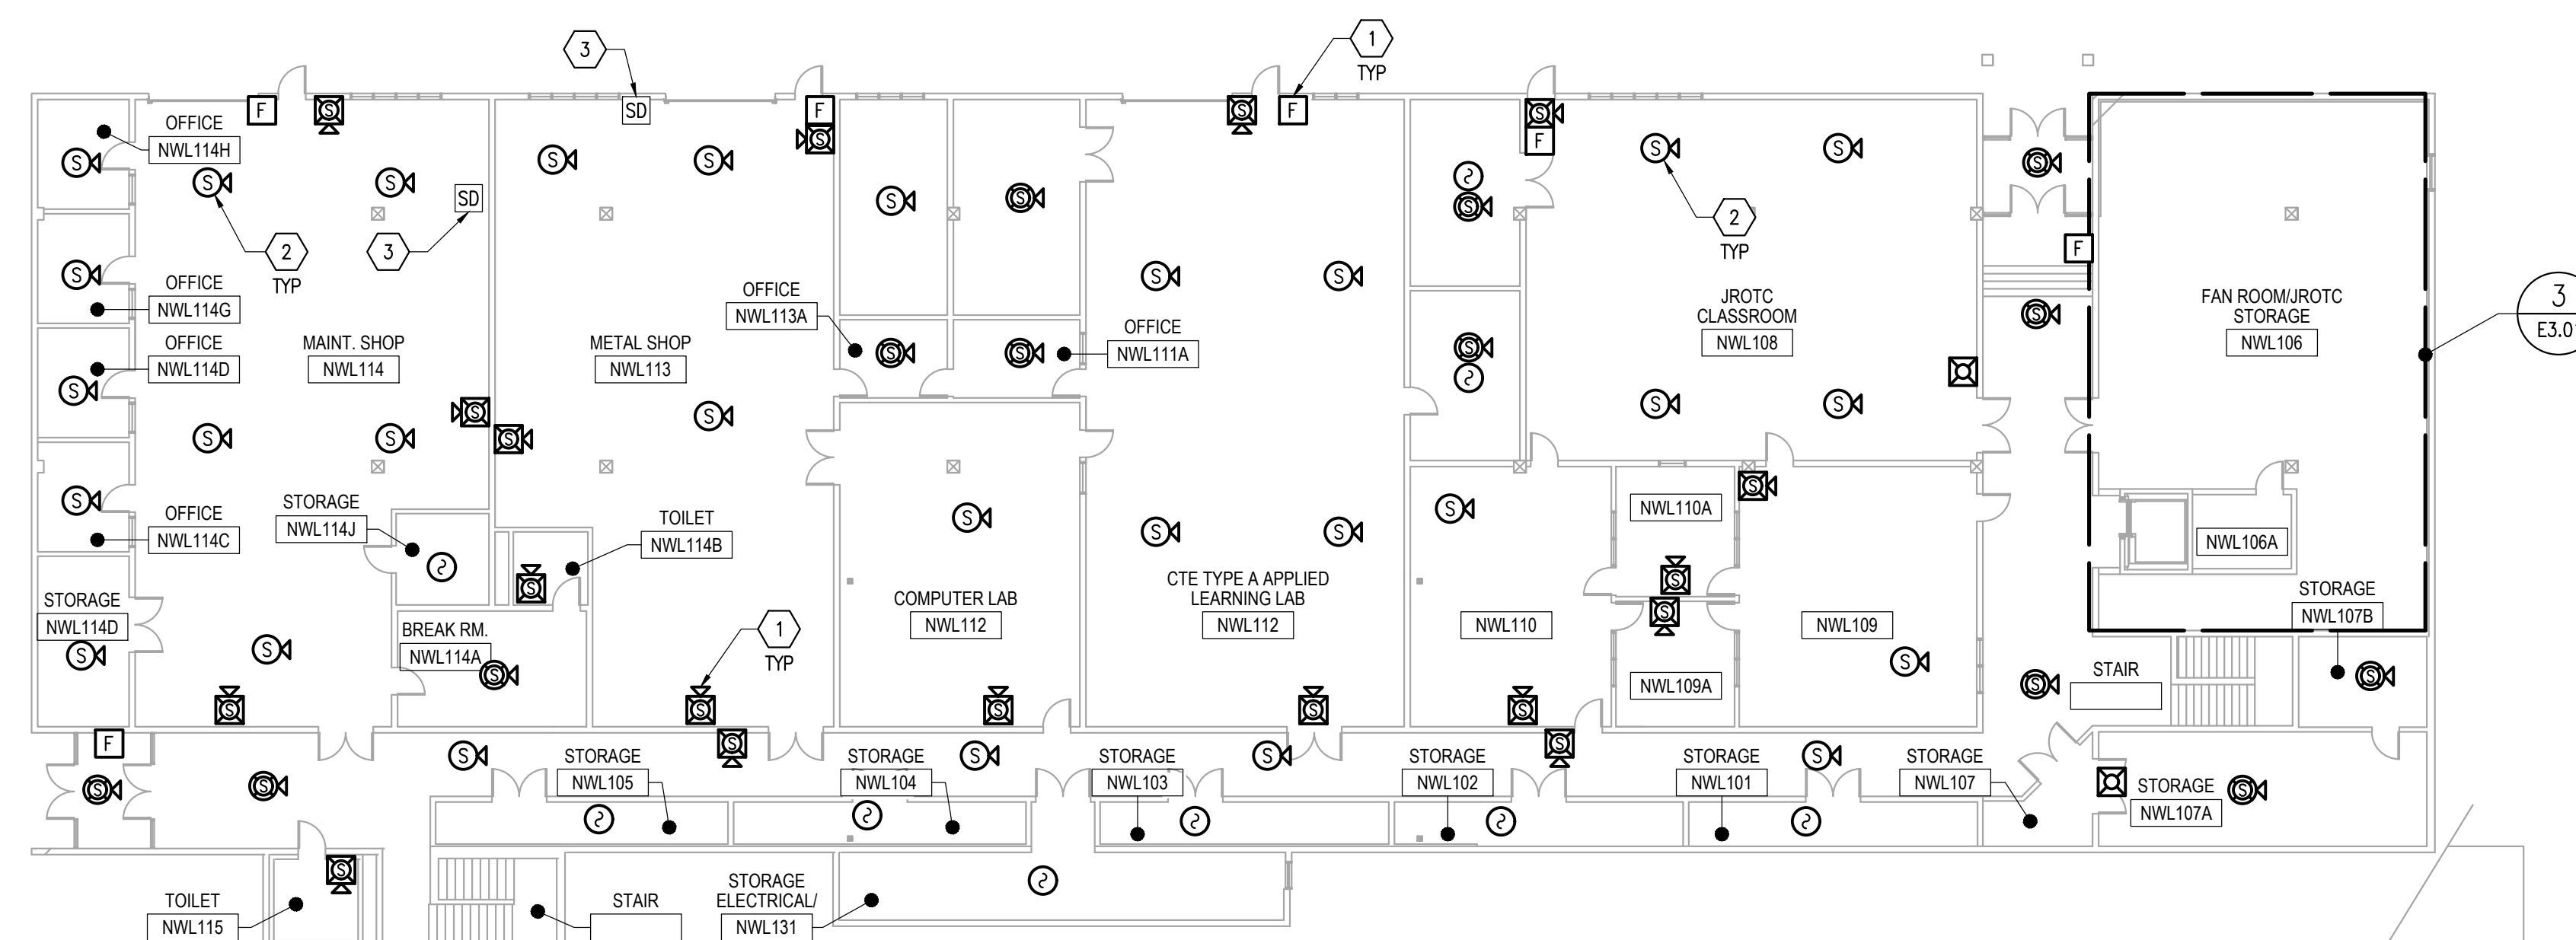 3
1
TYP
F
S
SD
F
S
S
F
S
F
OFFICE
NWL114H
S
S
S
SD
S
S
S
S
S
S
S
S
S
2
TYP
3
2
TYP
F
3
E3.0
S
OFFICE
NWL114G
OFFICE
NWL113A
S
S
JROTC
CLASSROOM
NWL108
S
FAN ROOM/JROTC
STORAGE
NWL106
OFFICE
NWL114D
MAINT. SHOP
NWL114
METAL SHOP
NWL113
S
S
OFFICE
NWL111A
S
S
S
S
S
S
S
S
S
S
S
OFFICE
NWL114C
STORAGE
NWL114J
TOILET
NWL114B
S
S
S
S
S
NWL110A
S
NWL106A
STORAGE
NWL114D
S
BREAK RM.
NWL114A
S
S
S
1
TYP
COMPUTER LAB
NWL112
CTE TYPE A APPLIED
LEARNING LAB
NWL112
NWL110
S
S
NWL109A
NWL109
S
STORAGE
NWL107B
S
STAIR
S
S
S
S
S
S
F
S
S
S
S
STORAGE
NWL105
S
STORAGE
NWL104
S
STORAGE
NWL103
S
STORAGE
NWL102
S
STORAGE
NWL101
S
STORAGE
NWL107
STORAGE
NWL107A
S
TOILET
NWL115
S
STAIR
STORAGE
ELECTRICAL/
NWL131